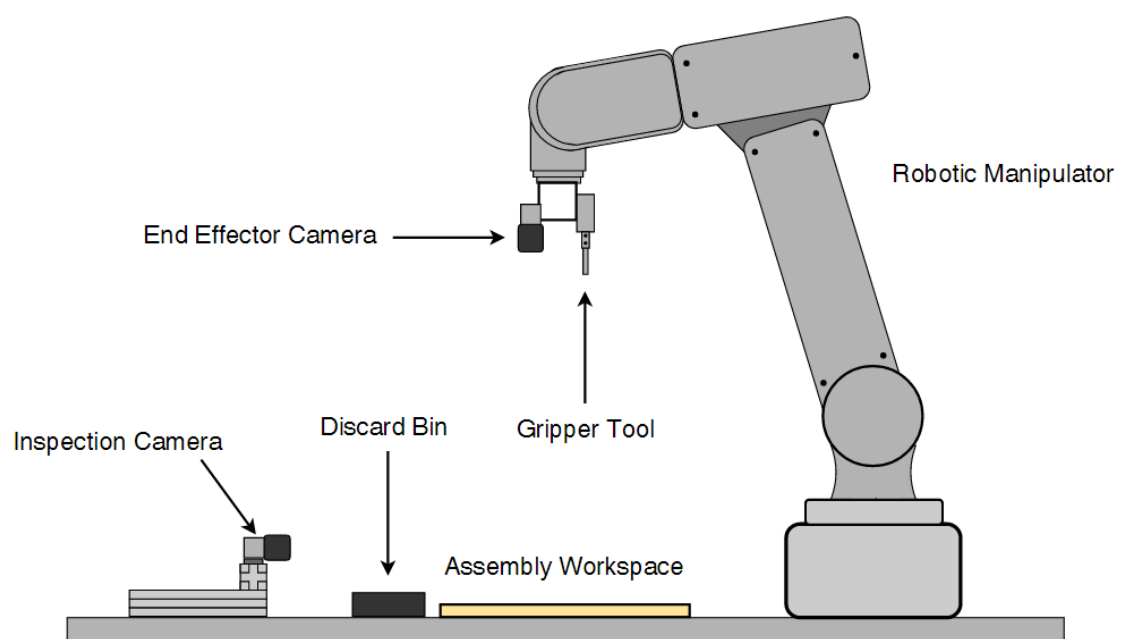 Robotic Manipulator
End Effector Camera
Discard Bin
Gripper Tool
Inspection Camera
Assembly Workspace